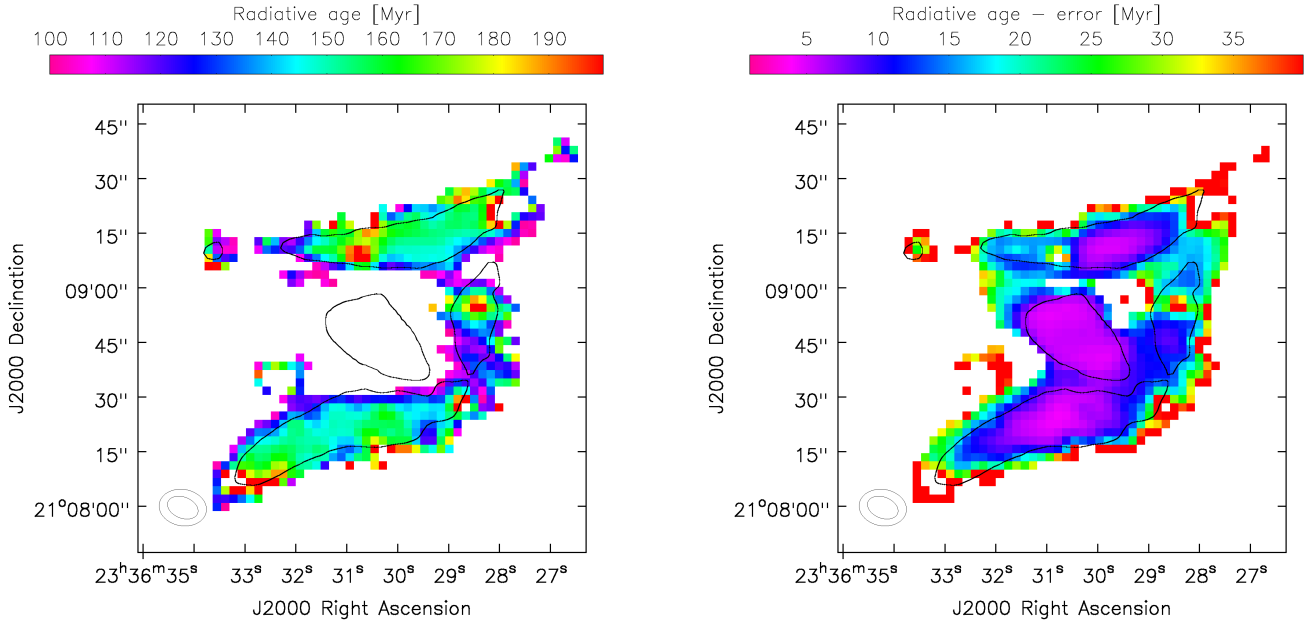 Radiative age [Myr]
100 110 120 130 140 150 160 170 180 190
45''
30''
15''
09'00''
45''
30''
15''
21°08'00''
J2000 Declination
23ʰ36ᵐ35ˢ 33ˢ 32ˢ 31ˢ 30ˢ 29ˢ 28ˢ 27ˢ
J2000 Right Ascension
Radiative age – error [Myr]
5 10 15 20 25 30 35
45''
30''
15''
09'00''
45''
30''
15''
21°08'00''
J2000 Declination
23ʰ36ᵐ35ˢ 33ˢ 32ˢ 31ˢ 30ˢ 29ˢ 28ˢ 27ˢ
J2000 Right Ascension